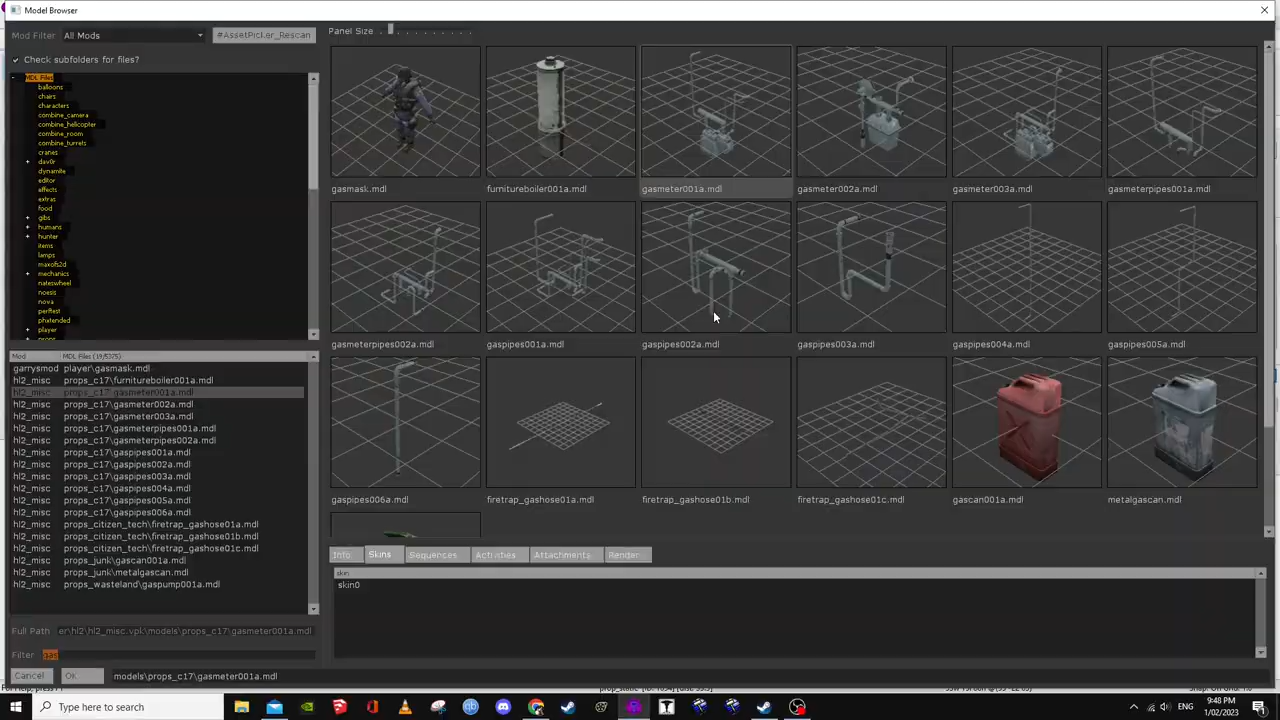 Model Browser
Mod Filter All Mods #AssetPicker_Rescan Panel Size
Check subfolders for files?
MDL Files
balloons
chairs
characters
combine_camera
combine_helicopter
combine_room
combine_turrets
cranes
dav0r
dynamite
editor
effects
extras
food
gibs
humans
hunter
items
lamps
maxofs2d
mechanics
nateswheel
noesis
nova
perftest
phxtended
player
props
gasmask.mdl furnitureboiler001a.mdl gasmeter001a.mdl gasmeter002a.mdl gasmeter003a.mdl gasmeterpipes001a.mdl
gasmeterpipes002a.mdl gaspipes001a.mdl gaspipes002a.mdl gaspipes003a.mdl gaspipes004a.mdl gaspipes005a.mdl
gaspipes006a.mdl firetrap_gashose01a.mdl firetrap_gashose01b.mdl firetrap_gashose01c.mdl gascan001a.mdl metalgascan.mdl
Mod MDL Files (19/5375)
garrysmod player\gasmask.mdl
hl2_misc props_c17\furnitureboiler001a.mdl
hl2_misc props_c17\gasmeter001a.mdl
hl2_misc props_c17\gasmeter002a.mdl
hl2_misc props_c17\gasmeter003a.mdl
hl2_misc props_c17\gasmeterpipes001a.mdl
hl2_misc props_c17\gasmeterpipes002a.mdl
hl2_misc props_c17\gaspipes001a.mdl
hl2_misc props_c17\gaspipes002a.mdl
hl2_misc props_c17\gaspipes003a.mdl
hl2_misc props_c17\gaspipes004a.mdl
hl2_misc props_c17\gaspipes005a.mdl
hl2_misc props_c17\gaspipes006a.mdl
hl2_misc props_citizen_tech\firetrap_gashose01a.mdl
hl2_misc props_citizen_tech\firetrap_gashose01b.mdl
hl2_misc props_citizen_tech\firetrap_gashose01c.mdl
hl2_misc props_junk\gascan001a.mdl
hl2_misc props_junk\metalgascan.mdl
hl2_misc props_wasteland\gaspump001a.mdl
Info Skins Sequences Activities Attachments Render
skin
skin0
Full Path er\hl2\hl2_misc.vpk\models\props_c17\gasmeter001a.mdl
Filter gas
Cancel Ok models\props_c17\gasmeter001a.mdl
Type here to search
ENG 9:48 PM
1/02/2023